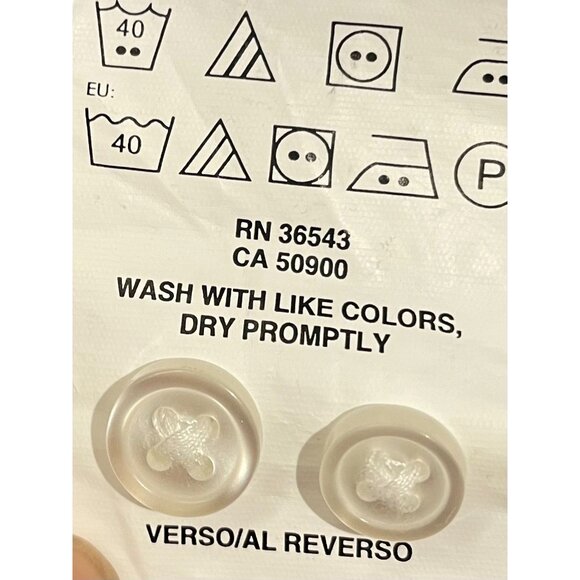 40
EU:
40 P
RN 36543
CA 50900
WASH WITH LIKE COLORS,
DRY PROMPTLY
VERSO/AL REVERSO